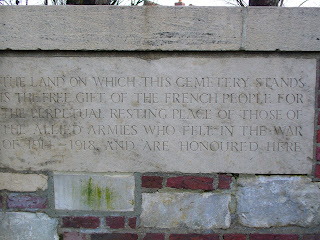 THE LAND ON WHICH THIS CEMETERY STANDS
IS THE FREE GIFT OF THE FRENCH PEOPLE FOR
THE PERPETUAL RESTING PLACE OF THOSE OF
THE ALLIED ARMIES WHO FELL IN THE WAR
OF 1914-1918 AND ARE HONOURED HERE